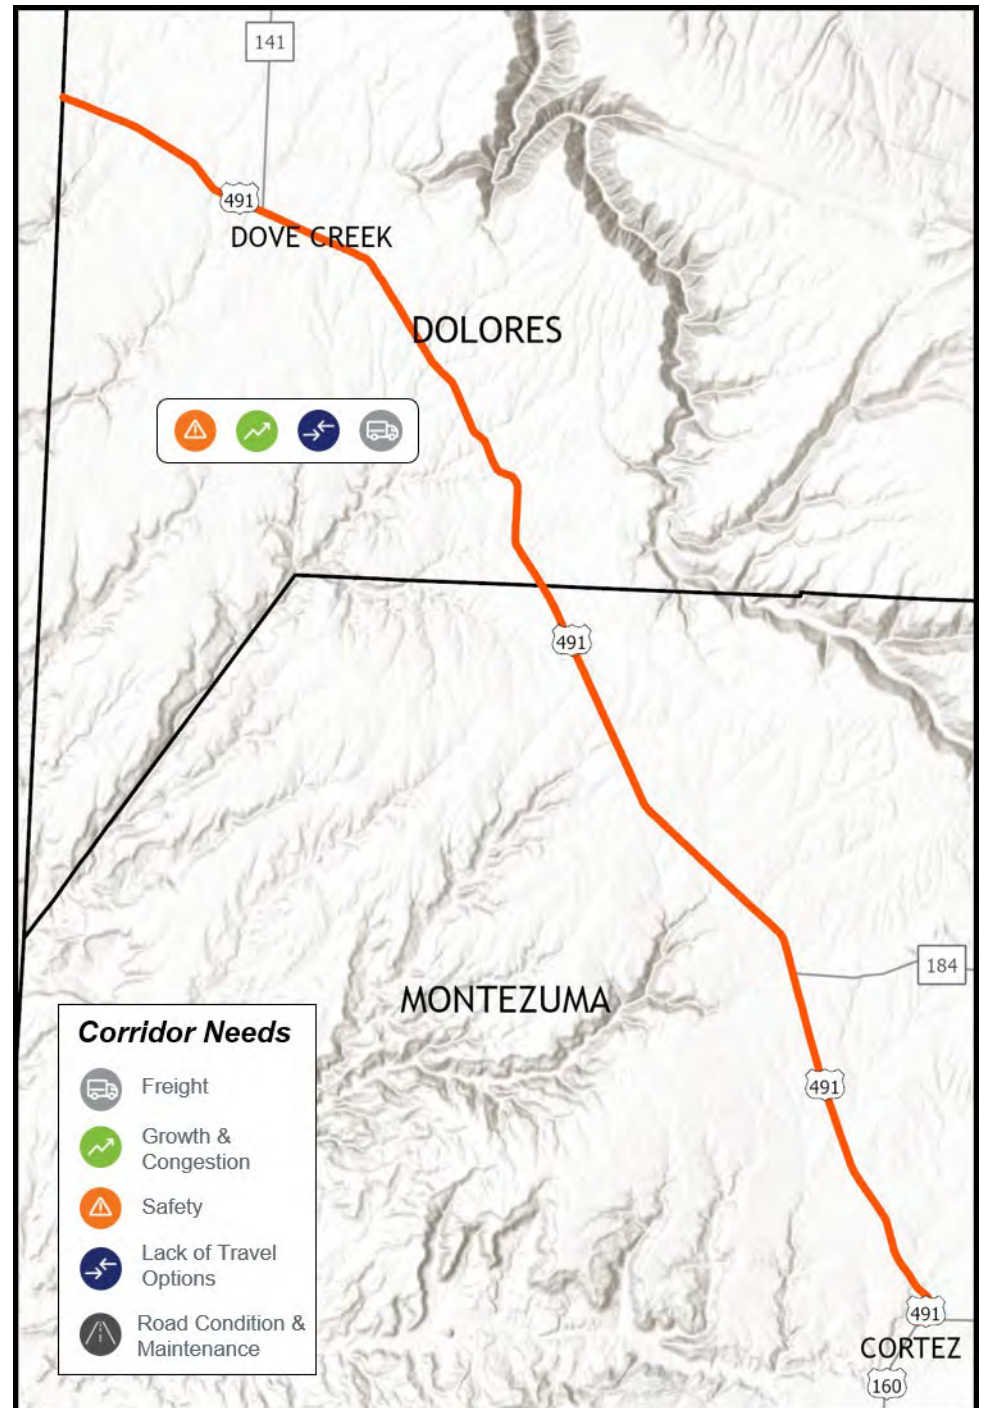 141
491
DOVE CREEK
DOLORES
491
184
MONTEZUMA
Corridor Needs
Freight
Growth &
Congestion
Safety
Lack of Travel
Options
Road Condition &
Maintenance
491
491
CORTEZ
160